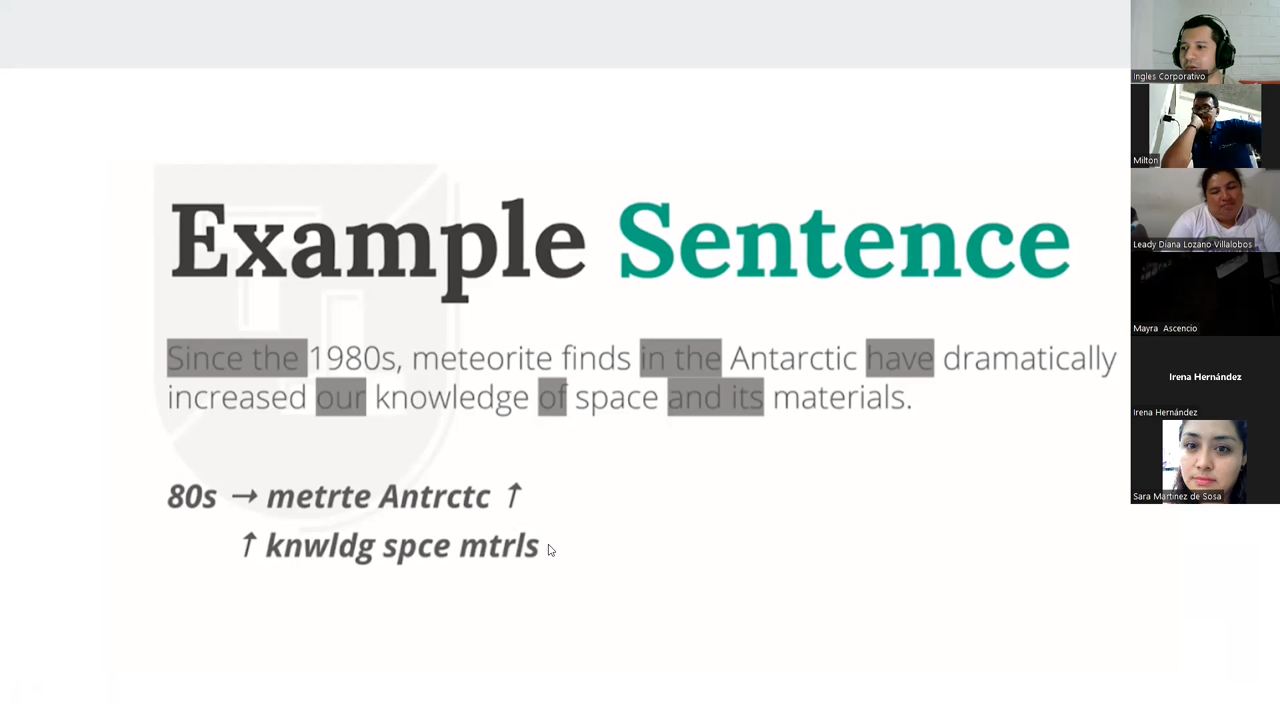 Example Sentence
Since the 1980s, meteorite finds in the Antarctic have dramatically
increased our knowledge of space and its materials.
80s → metrte Antrctc ↑
↑ knwldg spce mtrls
Ingles Corporativo
Milton
Leady Diana Lozano Villalobos
Mayra Ascencio
Irena Hernández
Irena Hernández
Sara Martinez de Sosa